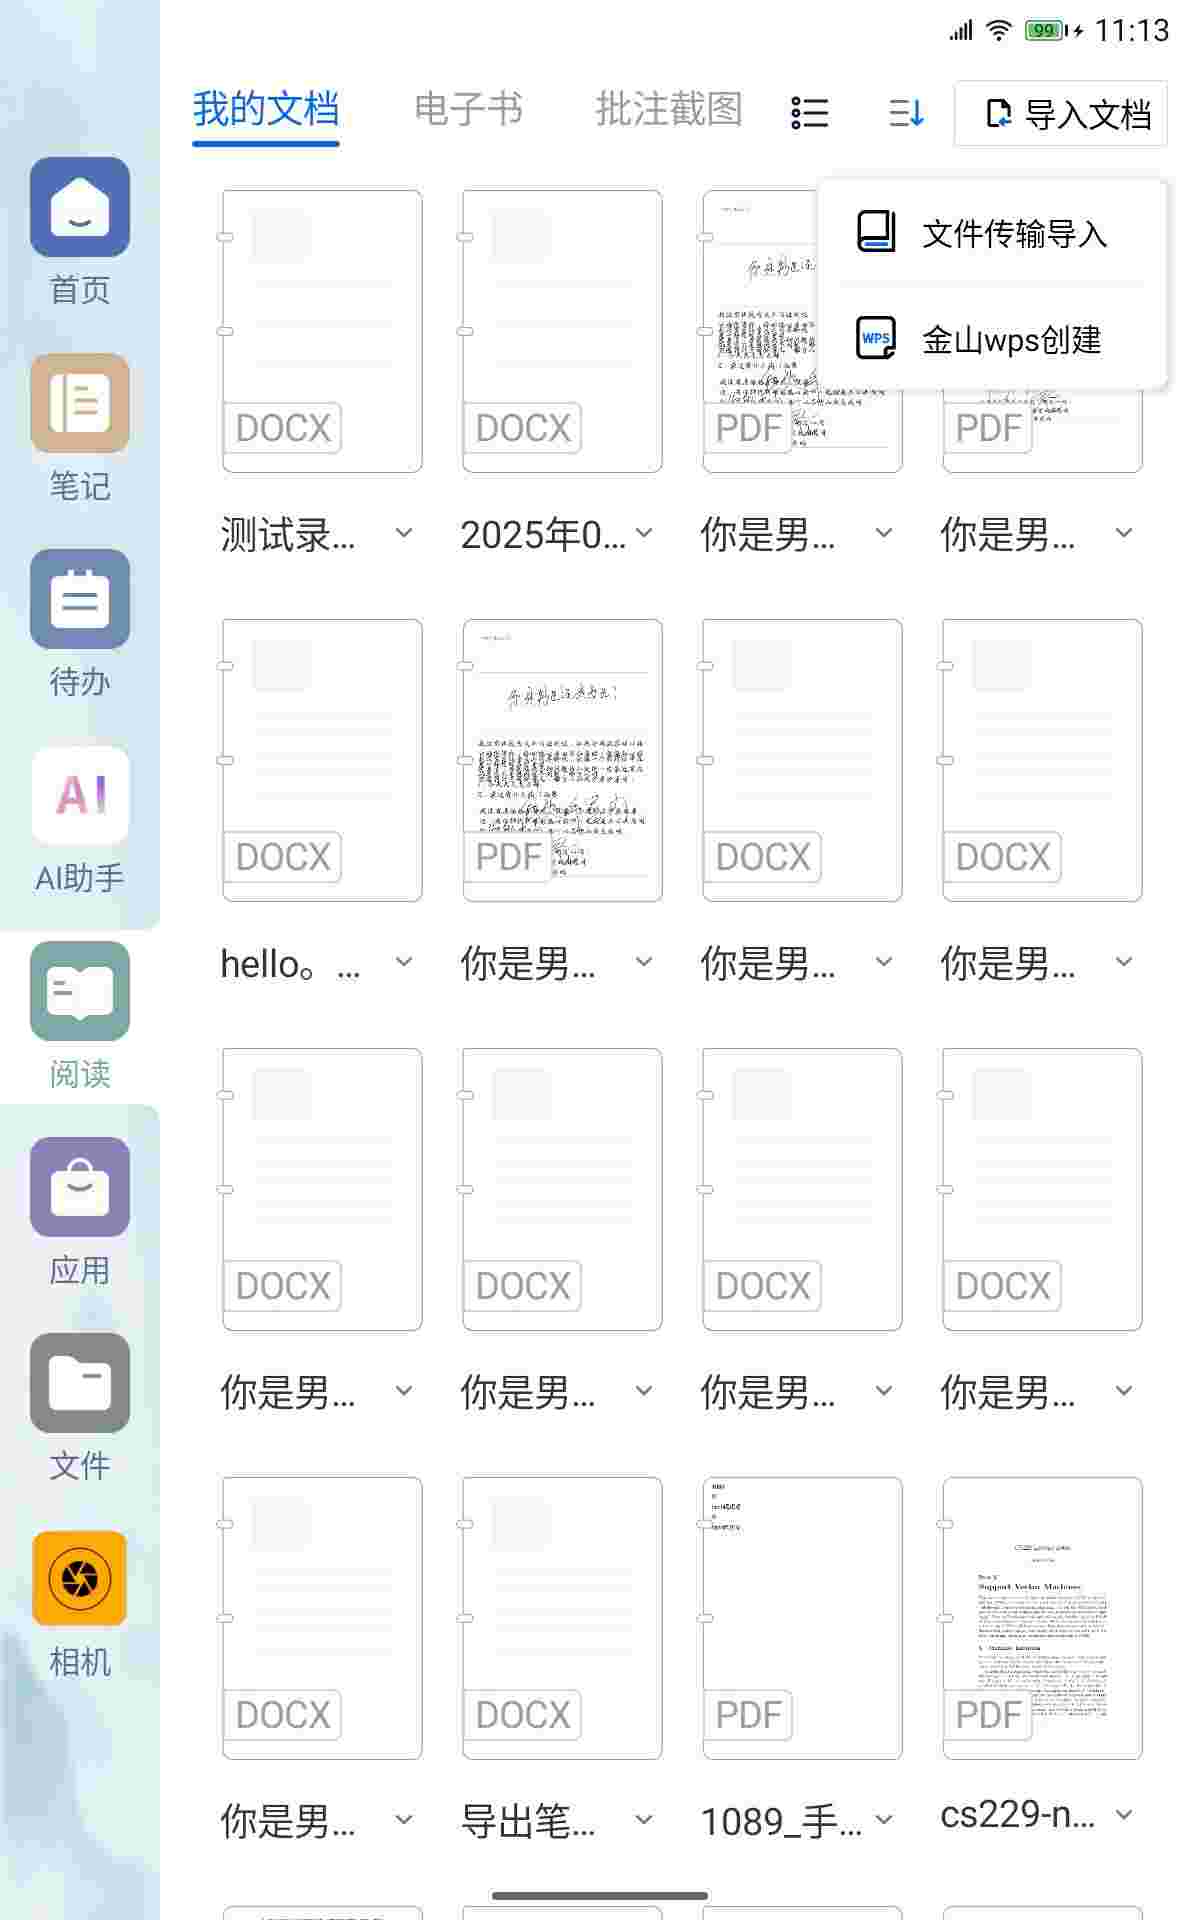 99 11:13
我的文档 电子书 批注截图 导入文档
文件传输导入
WPS 金山wps创建
首页
笔记
待办
AI
AI助手
阅读
应用
文件
相机
DOCX DOCX PDF PDF
测试录... 2025年0... 你是男... 你是男...
DOCX PDF DOCX DOCX
hello。... 你是男... 你是男... 你是男...
DOCX DOCX DOCX DOCX
你是男... 你是男... 你是男... 你是男...
Support Vector Machines
DOCX DOCX PDF PDF
你是男... 导出笔... 1089_手... cs229-n...